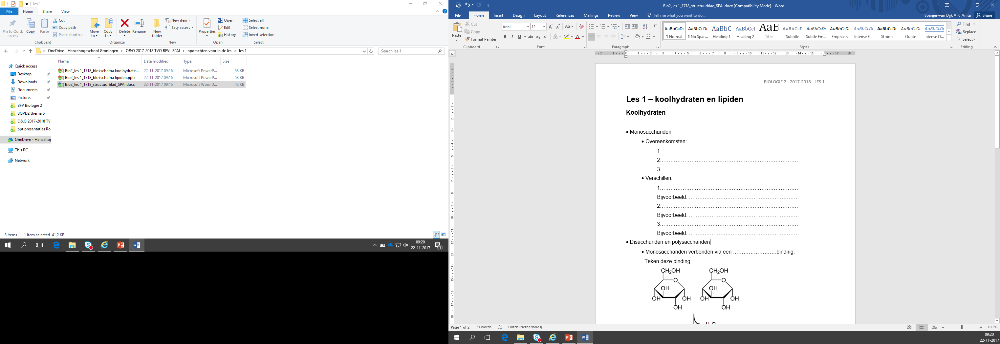 les 1
File Home Share View
Pin to Quick access
Copy
Paste
Cut
Copy path
Paste shortcut
Clipboard
Move to
Copy to
Delete
Rename
Organize
New folder
New item
Easy access
New
Properties
Open
Edit
History
Open
Select all
Select none
Invert selection
Select
OneDrive - Hanzehogeschool Groningen > O&O 2017-2018 TVO BEVL SPAI > opdrachten voor in de les > les 1
Search les 1
Name Date modified Type Size
Bio2_les 1_1718_blokschema koolhydrate... 22-11-2017 09:16 Microsoft PowerP... 53 KB
Bio2_les 1_1718_blokschema lipiden.pptx 22-11-2017 09:16 Microsoft PowerP... 53 KB
Bio2_les 1_1718_structuurblad_SPAI.docx 22-11-2017 09:16 Microsoft Word D... 42 KB
Quick access
Desktop
Downloads
Documents
Pictures
BFV Biologie 2
BOVD2 thema 6
O&O 2017-2018 TV
ppt presentaties Ro
OneDrive - Hanzehog
This PC
Network
3 items 1 item selected 41,2 KB
09:20
22-11-2017
1
Bio2_les 1_1718_structuurblad_SPAI.docx [Compatibility Mode] - Word
File Home Insert Design Layout References Mailings Review View Tell me what you want to do...
Spanjer-van Dijk AIR, Anita Share
Paste
Cut
Copy
Format Painter
Clipboard
Arial 12
Font
Paragraph
AaBbCcDc ¶ Normal
AaBbCcDc ¶ No Spac...
AaBbC Heading 1
AaBbCcI Heading 2
AaB Title
AaBbCcD Subtitle
AaBbCcDc Subtle Em...
AaBbCcDc Emphasis
AaBbCcDc Intense E...
AaBbCcDc Strong
AaBbCcDc Quote
AaBbCcDc Intense Q...
Styles
Find
Replace
Select
Editing
BIOLOGIE 2 - 2017-2018 - LES 1
Les 1 – koolhydraten en lipiden
Koolhydraten
• Monosacchariden
• Overeenkomsten:
1…………………………………………………………………….
2…………………………………………………………………….
3…………………………………………………………………….
• Verschillen:
1…………………………………………………………………….
Bijvoorbeeld: ………………………………………………………
2…………………………………………………………………….
Bijvoorbeeld: ………………………………………………………
3…………………………………………………………………….
Bijvoorbeeld: ………………………………………………………
• Disacchariden en polysacchariden
• Monosacchariden verbonden via een …………………….binding.
Teken deze binding:
CH₂OH CH₂OH
O O
OH OH
OH OH OH OH
OH OH
Page 1 of 2 73 words Dutch (Netherlands)
100 %
09:20
22-11-2017